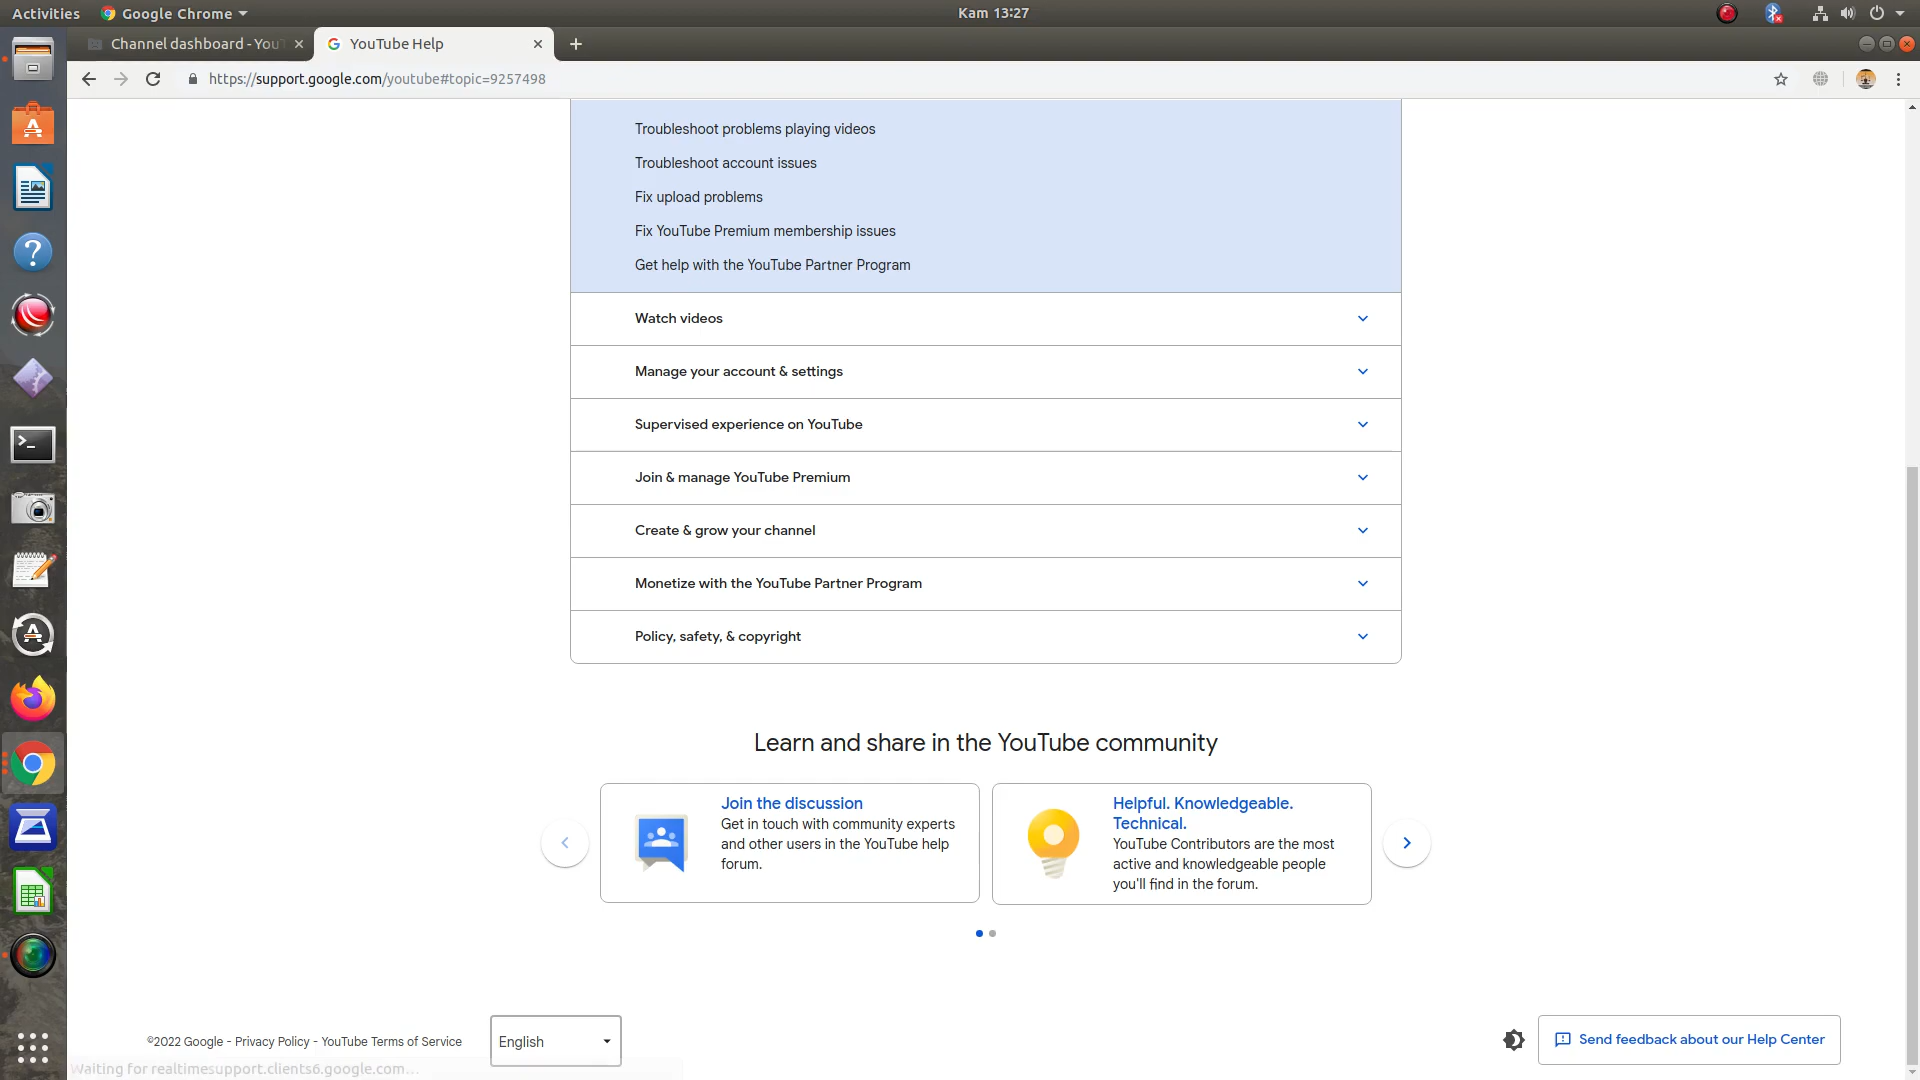 Activities
Google Chrome
Kam 13:27
Channel dashboard - You
YouTube Help
https://support.google.com/youtube#topic=9257498
Troubleshoot problems playing videos
Troubleshoot account issues
Fix upload problems
Fix YouTube Premium membership issues
Get help with the YouTube Partner Program
Watch videos
Manage your account & settings
Supervised experience on YouTube
Join & manage YouTube Premium
Create & grow your channel
Monetize with the YouTube Partner Program
Policy, safety, & copyright
Learn and share in the YouTube community
Join the discussion
Get in touch with community experts
and other users in the YouTube help
forum.
Helpful. Knowledgeable.
Technical.
YouTube Contributors are the most
active and knowledgeable people
you'll find in the forum.
©2022 Google - Privacy Policy - YouTube Terms of Service
English
Send feedback about our Help Center
Waiting for realtimesupport.clients6.google.com...